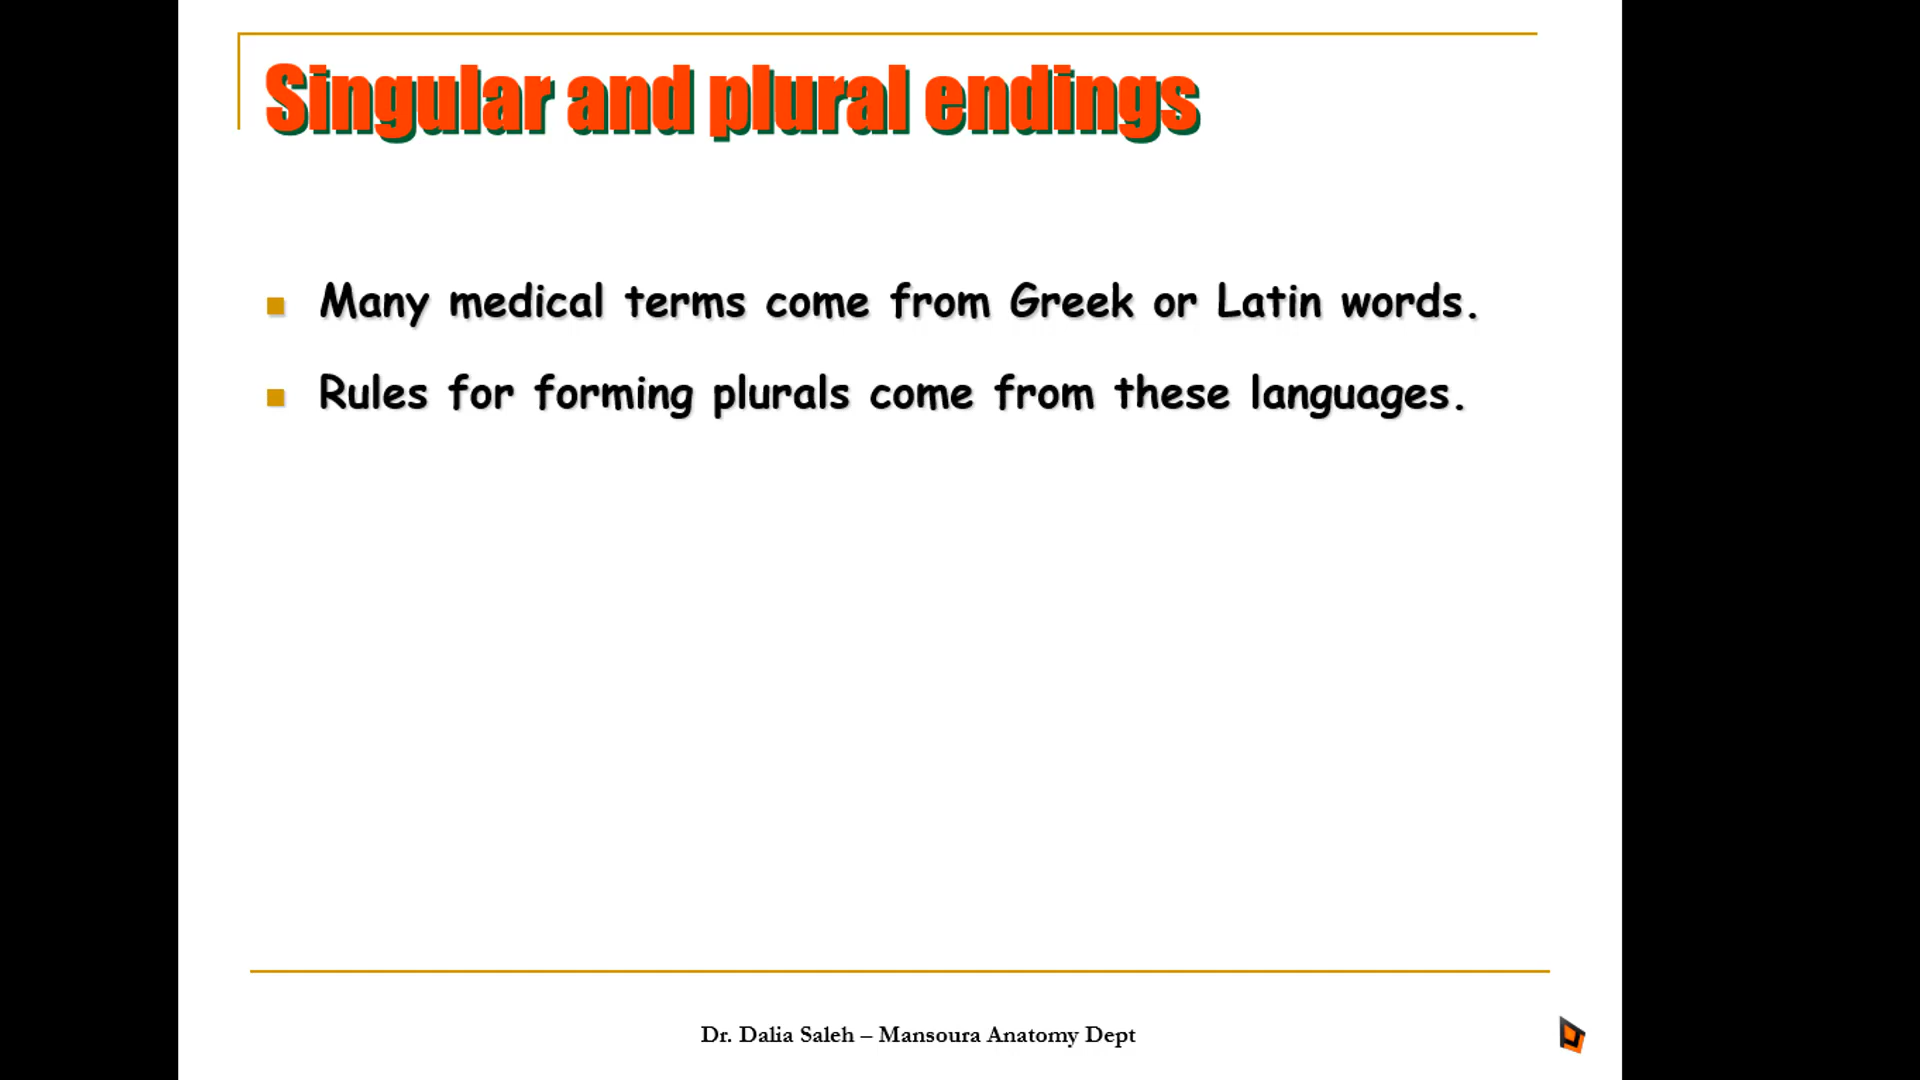 Singular and plural endings
Many medical terms come from Greek or Latin words.
Rules for forming plurals come from these languages.
Dr. Dalia Saleh – Mansoura Anatomy Dept